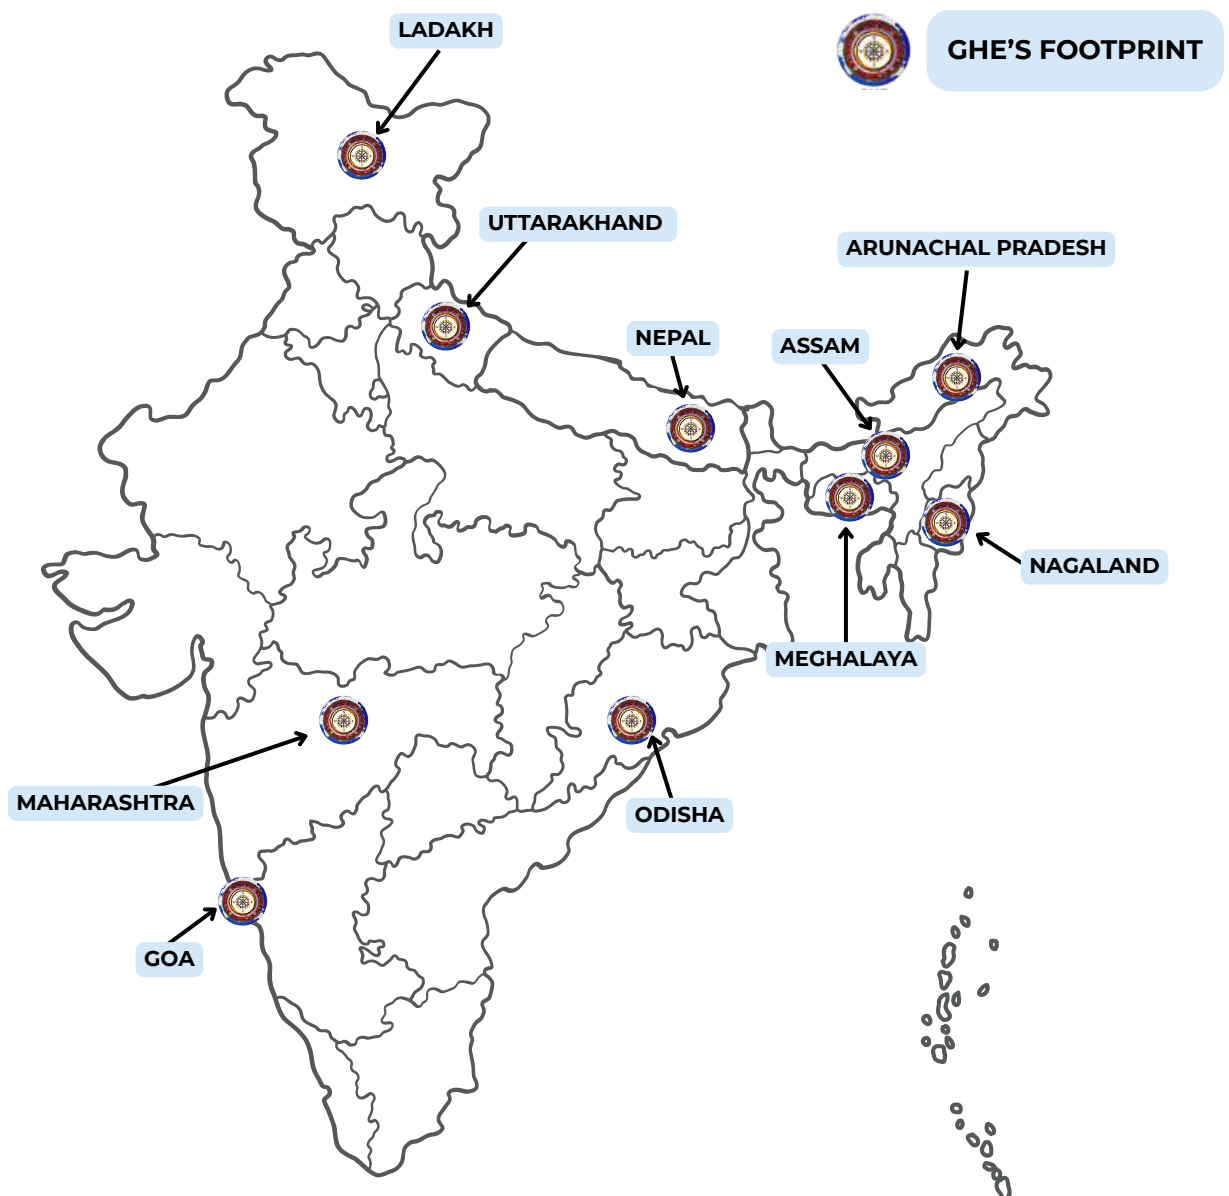 LADAKH
GHE'S FOOTPRINT
UTTARAKHAND
ARUNACHAL PRADESH
NEPAL
ASSAM
NAGALAND
MEGHALAYA
MAHARASHTRA
ODISHA
GOA